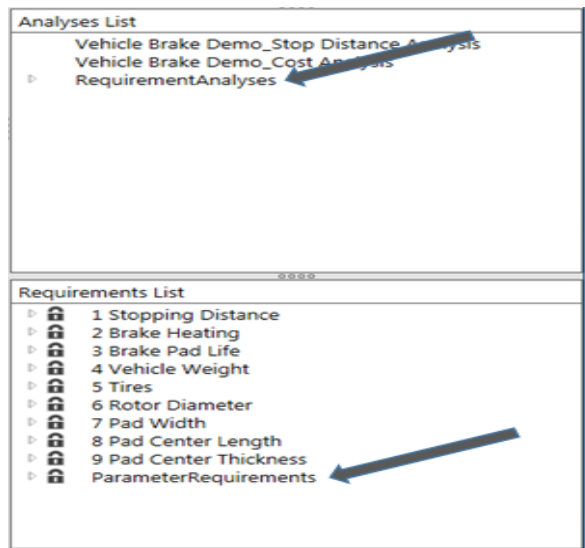 Analyses List
Vehicle Brake Demo_Stop Distance Analysis
Vehicle Brake Demo_Cost Analysis
RequirementAnalyses
Requirements List
1 Stopping Distance
2 Brake Heating
3 Brake Pad Life
4 Vehicle Weight
5 Tires
6 Rotor Diameter
7 Pad Width
8 Pad Center Length
9 Pad Center Thickness
ParameterRequirements